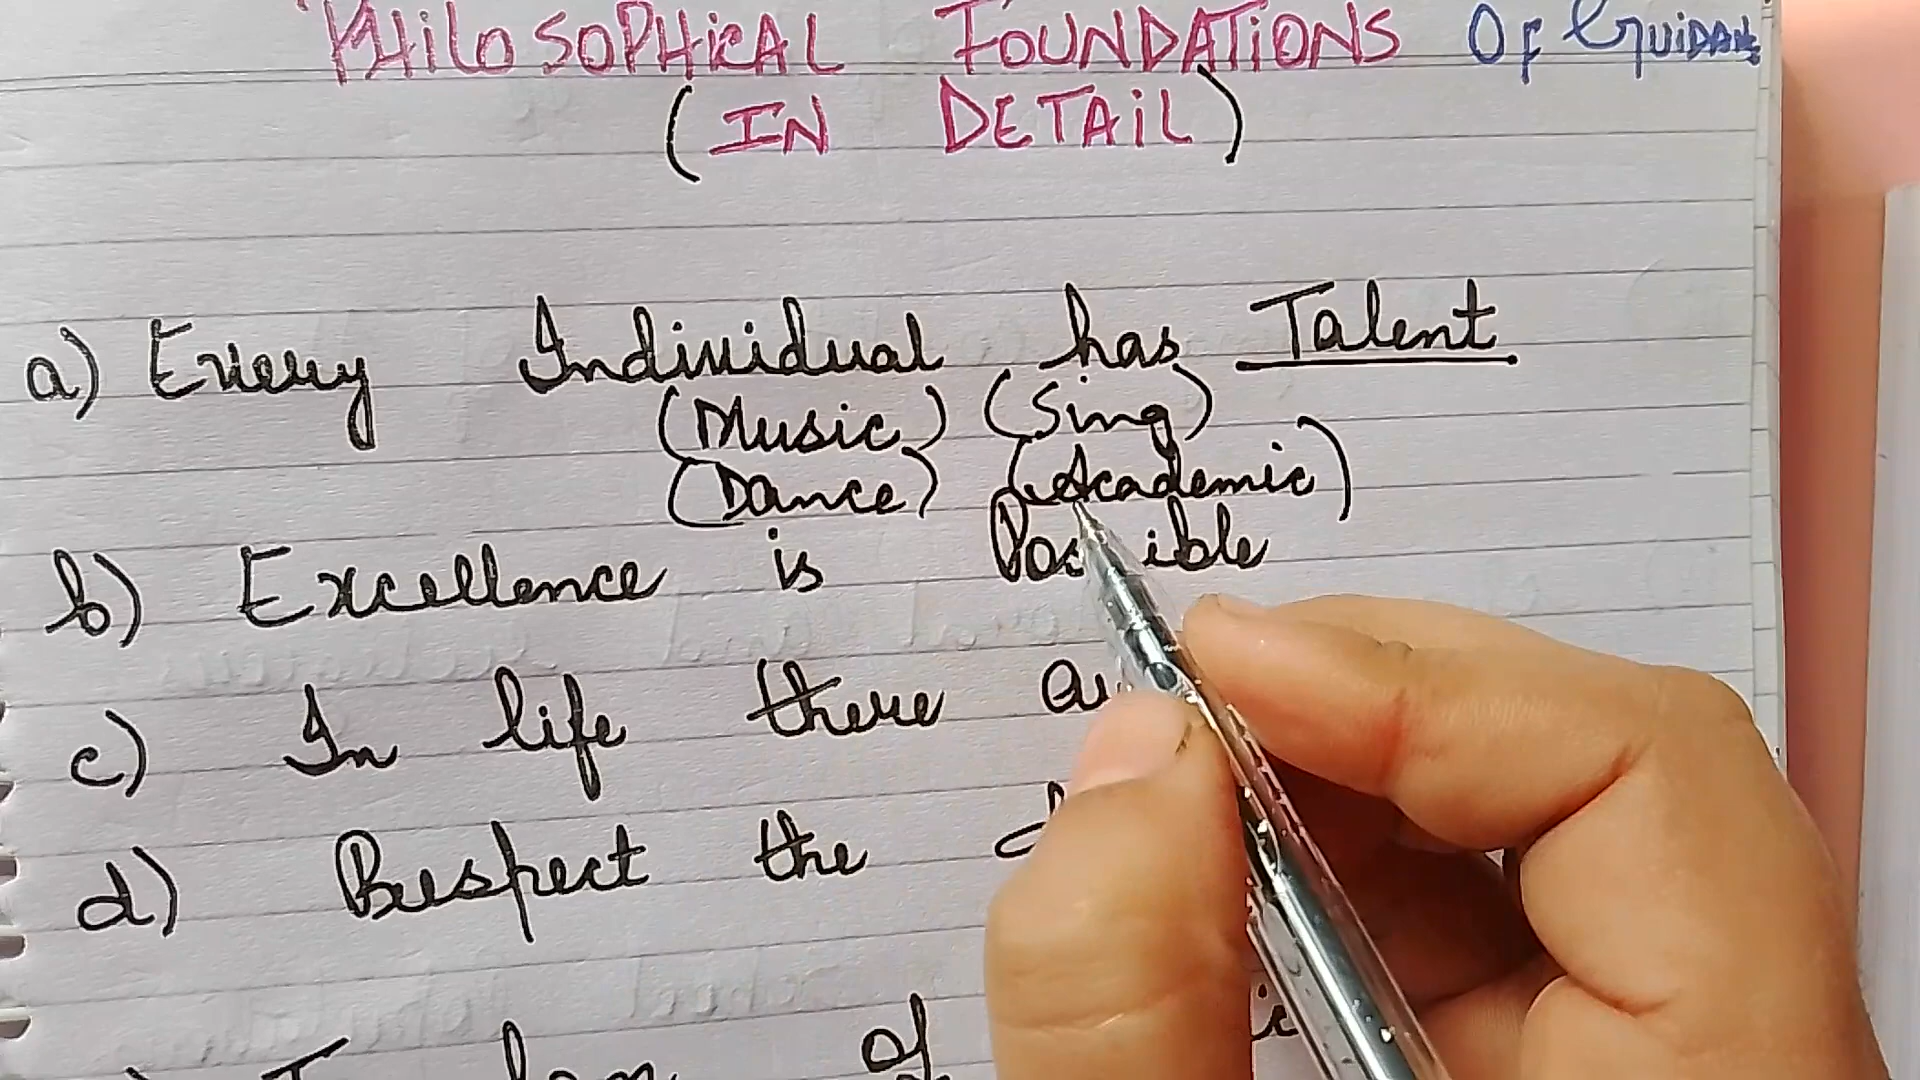 PHILOSOPHICAL FOUNDATIONS OF GUIDANCE
(IN DETAIL)
a) Every Individual has Talent
(Music) (Sing)
(Dance) (Academic)
b) Excellence is Possible
c) In life there
d) Respect the
of